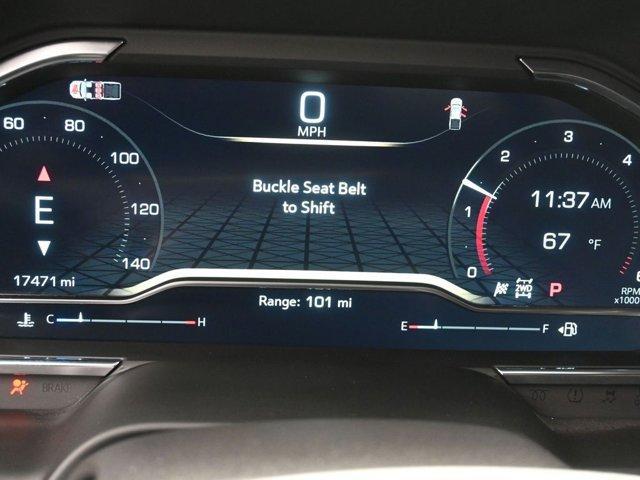 0
MPH
60
80
100
120
140
E
17471 mi
Buckle Seat Belt
to Shift
0
1
2
3
4
6
11:37 AM
67 °F
2WD
P
RPM
x1000
Range: 101 mi
C
H
E
F
BRAKE